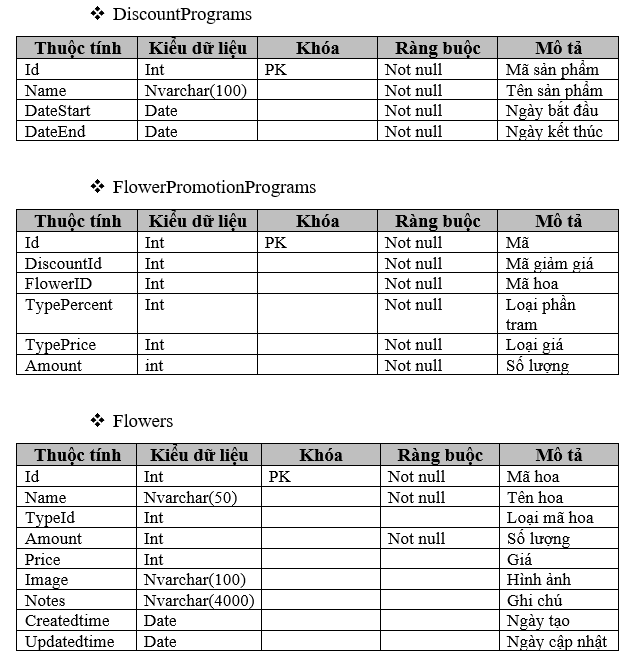 ❖ DiscountPrograms
Thuộc tính Kiểu dữ liệu Khóa Ràng buộc Mô tả
Id Int PK Not null Mã sản phẩm
Name Nvarchar(100) Not null Tên sản phẩm
DateStart Date Not null Ngày bắt đầu
DateEnd Date Not null Ngày kết thúc
❖ FlowerPromotionPrograms
Thuộc tính Kiểu dữ liệu Khóa Ràng buộc Mô tả
Id Int PK Not null Mã
DiscountId Int Not null Mã giảm giá
FlowerID Int Not null Mã hoa
TypePercent Int Not null Loại phần
tram
TypePrice Int Not null Loại giá
Amount int Not null Số lượng
❖ Flowers
Thuộc tính Kiểu dữ liệu Khóa Ràng buộc Mô tả
Id Int PK Not null Mã hoa
Name Nvarchar(50) Not null Tên hoa
TypeId Int Loại mã hoa
Amount Int Not null Số lượng
Price Int Giá
Image Nvarchar(100) Hình ảnh
Notes Nvarchar(4000) Ghi chú
Createdtime Date Ngày tạo
Updatedtime Date Ngày cập nhật